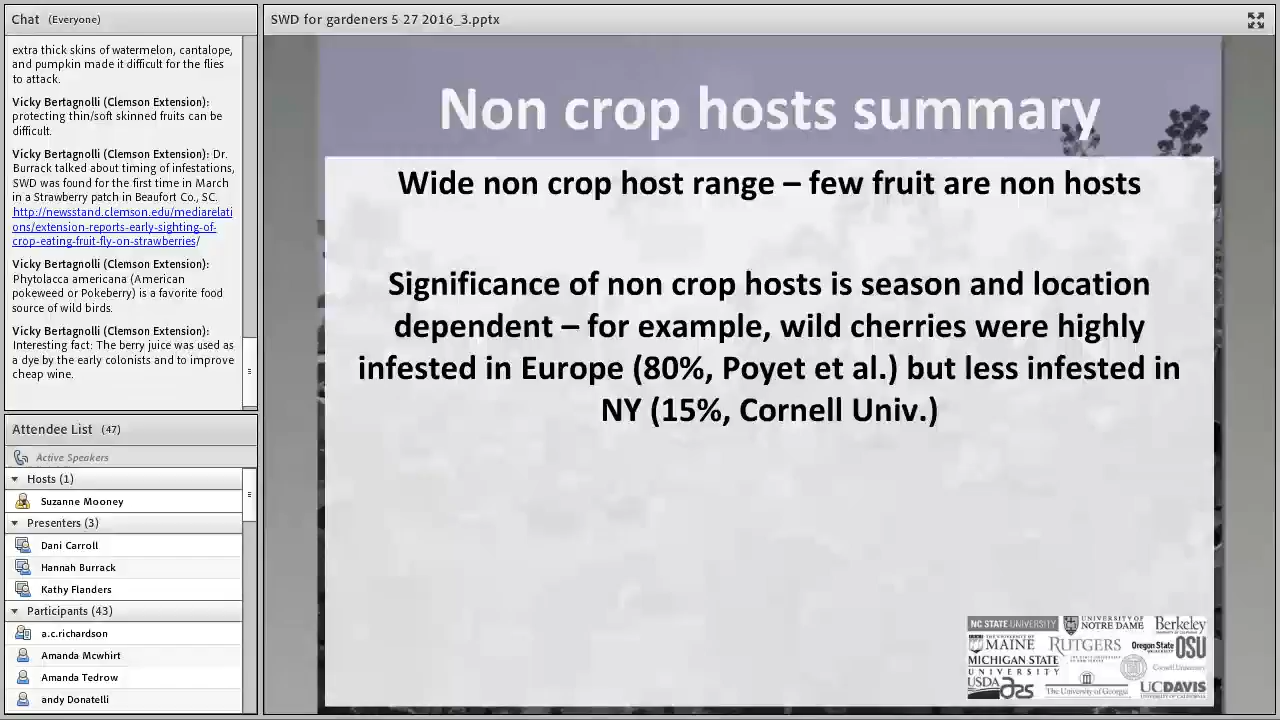 Chat (Everyone)
extra thick skins of watermelon, cantalope,
and pumpkin made it difficult for the flies
to attack.
Vicky Bertagnolli (Clemson Extension):
protecting thin/soft skinned fruits can be
difficult.
Vicky Bertagnolli (Clemson Extension): Dr.
Burrack talked about timing of infestations,
SWD was found for the first time in March
in a Strawberry patch in Beaufort Co., SC.
http://newsstand.clemson.edu/mediarelati
ons/extension-reports-early-sighting-of-
crop-eating-fruit-fly-on-strawberries/
Vicky Bertagnolli (Clemson Extension):
Phytolacca americana (American
pokeweed or Pokeberry) is a favorite food
source of wild birds.
Vicky Bertagnolli (Clemson Extension):
Interesting fact: The berry juice was used as
a dye by the early colonists and to improve
cheap wine.
Attendee List (47)
Active Speakers
Hosts (1)
Suzanne Mooney
Presenters (3)
Dani Carroll
Hannah Burrack
Kathy Flanders
Participants (43)
a.c.richardson
Amanda Mcwhirt
Amanda Tedrow
andy Donatelli
SWD for gardeners 5 27 2016_3.pptx
Non crop hosts summary
Wide non crop host range – few fruit are non hosts
Significance of non crop hosts is season and location
dependent – for example, wild cherries were highly
infested in Europe (80%, Poyet et al.) but less infested in
NY (15%, Cornell Univ.)
NC STATE UNIVERSITY
UNIVERSITY OF
NOTRE DAME
Berkeley
MAINE
RUTGERS
Oregon State
OSU
MICHIGAN STATE
UNIVERSITY
Cornell University
USDA
The University of Georgia
UCDAVIS